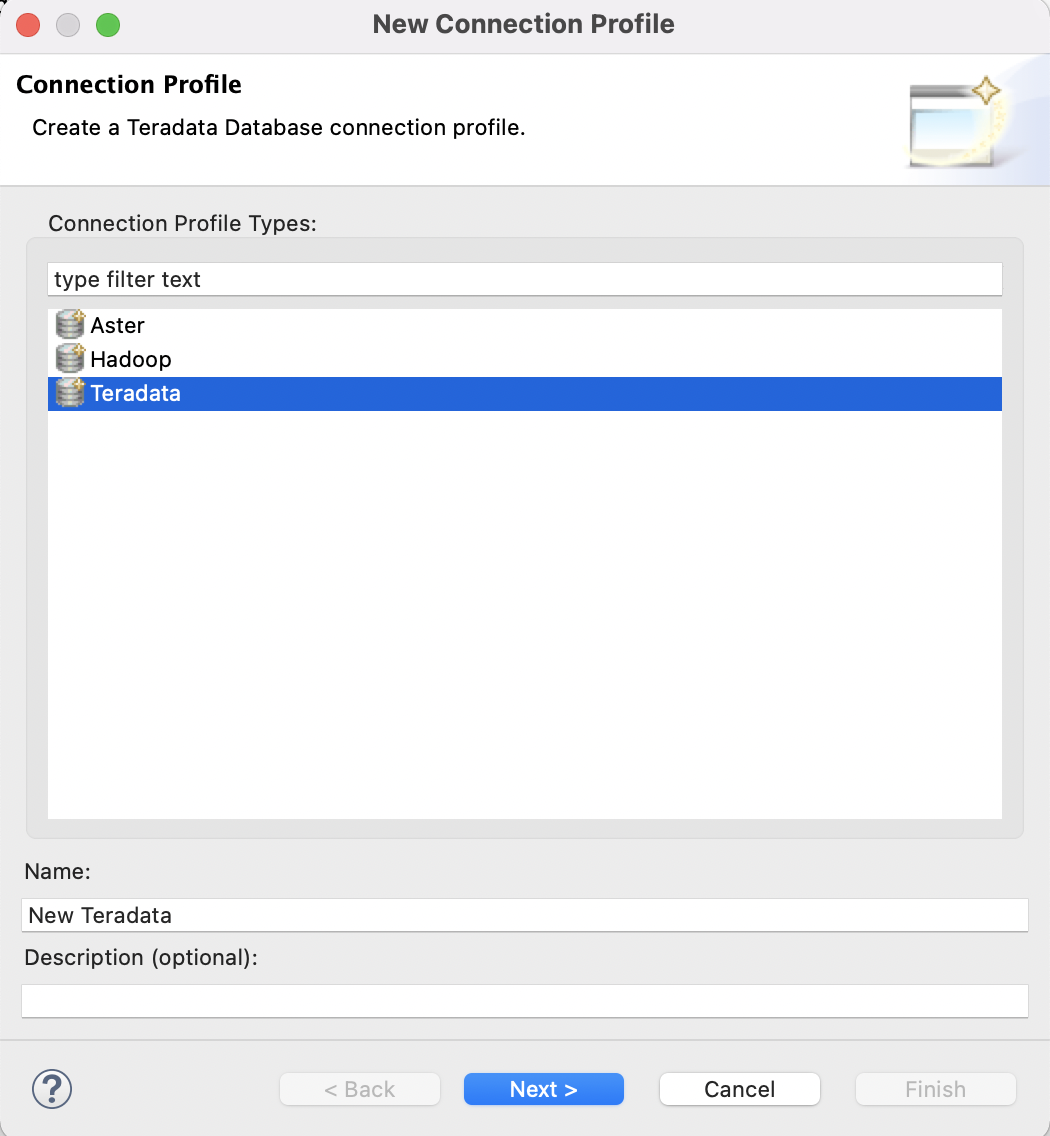 New Connection Profile
Connection Profile
Create a Teradata Database connection profile.
Connection Profile Types:
type filter text
Aster
Hadoop
Teradata
Name:
New Teradata
Description (optional):
? < Back Next > Cancel Finish